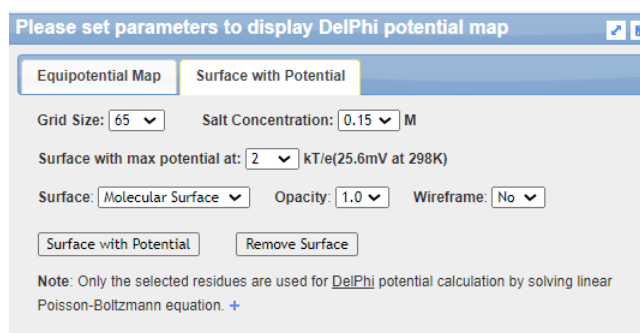 Please set parameters to display DelPhi potential map
Equipotential Map Surface with Potential
Grid Size: 65 Salt Concentration: 0.15 M
Surface with max potential at: 2 kT/e(25.6mV at 298K)
Surface: Molecular Surface Opacity: 1.0 Wireframe: No
Surface with Potential Remove Surface
Note: Only the selected residues are used for DelPhi potential calculation by solving linear
Poisson-Boltzmann equation. +